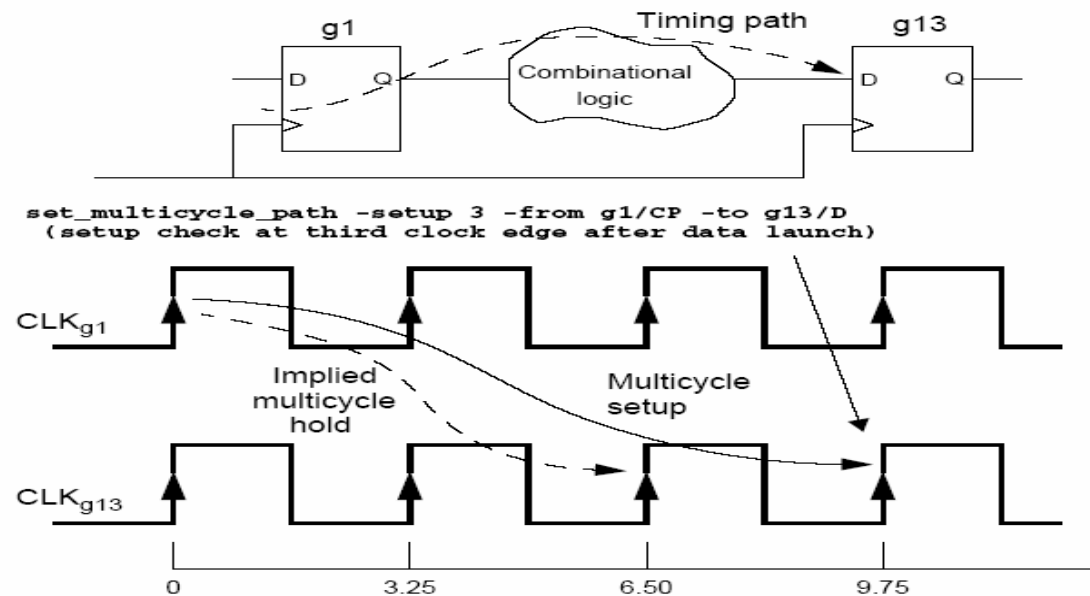 Timing path
g1
g13
D
Q
Combinational
logic
D
Q
set_multicycle_path -setup 3 -from g1/CP -to g13/D
(setup check at third clock edge after data launch)
CLKg1
Implied
multicycle
hold
Multicycle
setup
CLKg13
0
3.25
6.50
9.75